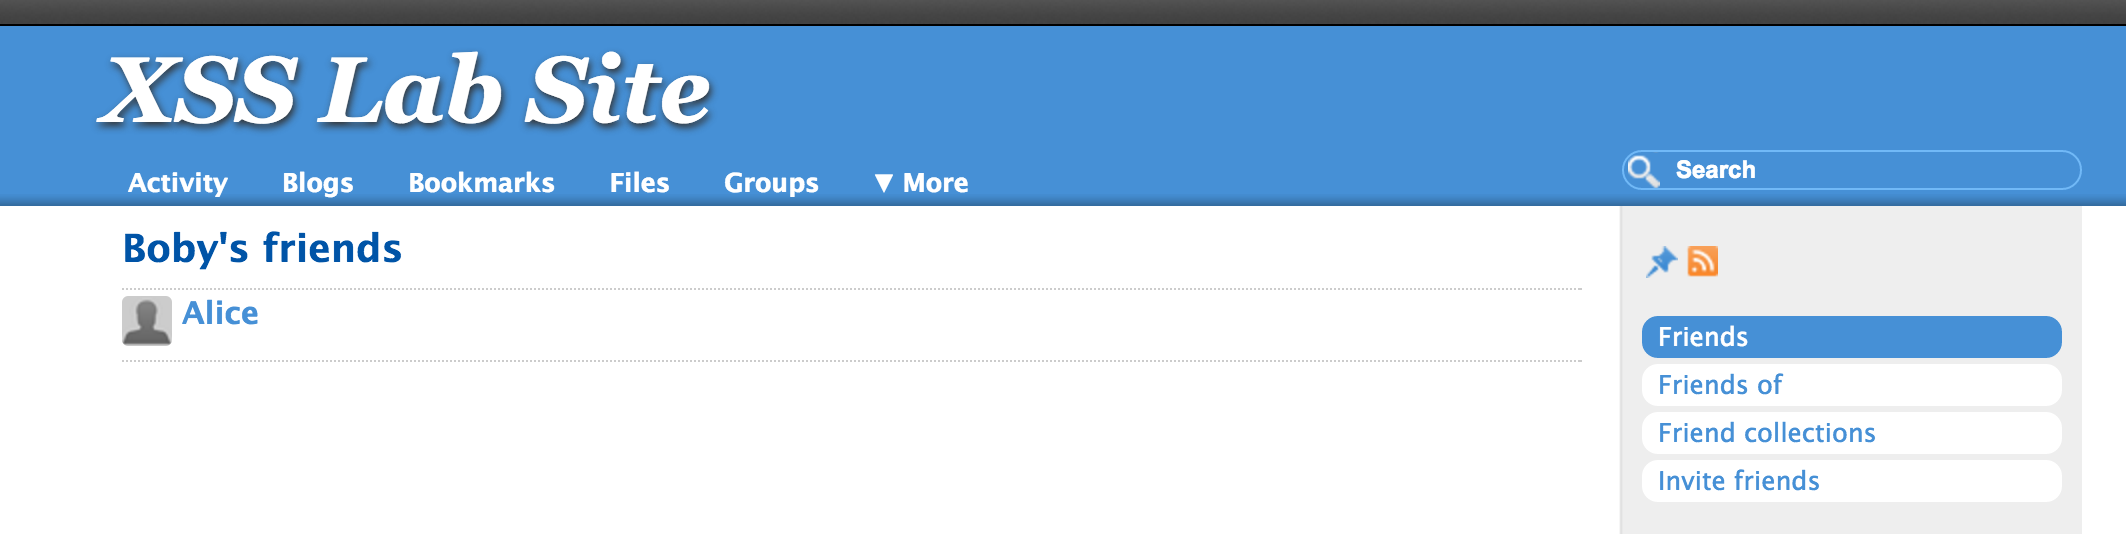 XSS Lab Site
Activity Blogs Bookmarks Files Groups ▼ More
Search
Boby's friends
Alice
Friends
Friends of
Friend collections
Invite friends